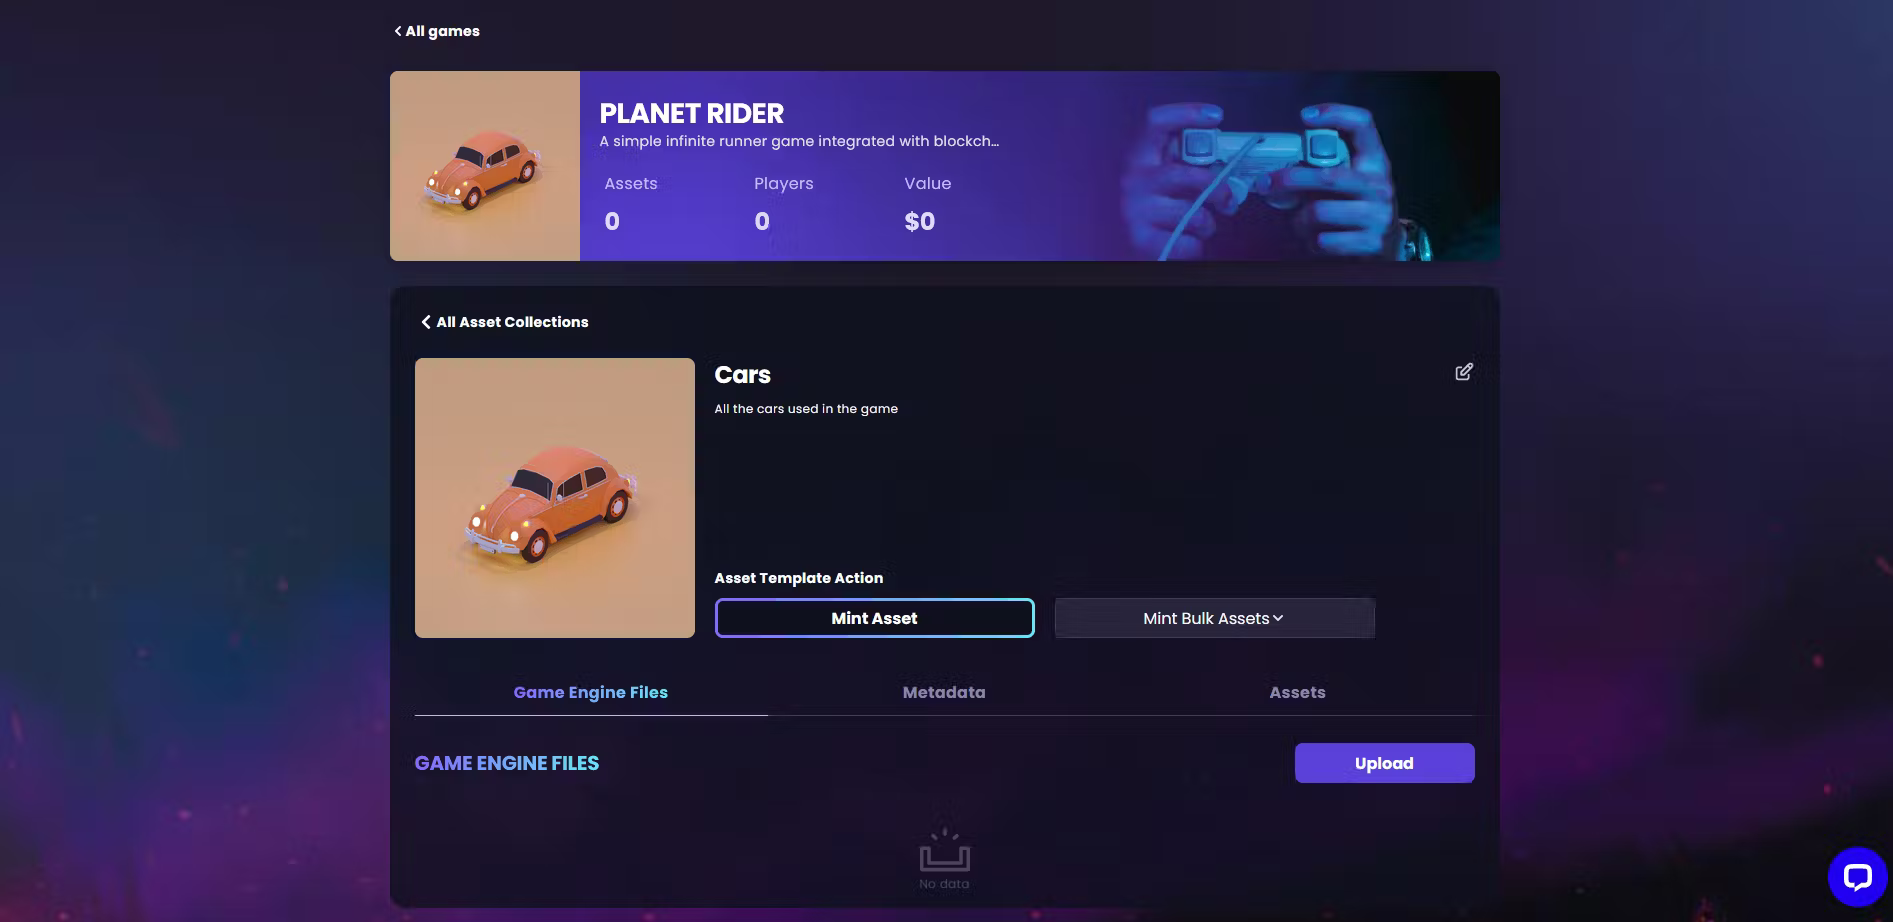 All games
PLANET RIDER
A simple infinite runner game integrated with blockch...
Assets Players Value
0 0 $0
All Asset Collections
Cars
All the cars used in the game
Asset Template Action
Mint Asset Mint Bulk Assets
Game Engine Files Metadata Assets
GAME ENGINE FILES Upload
No data